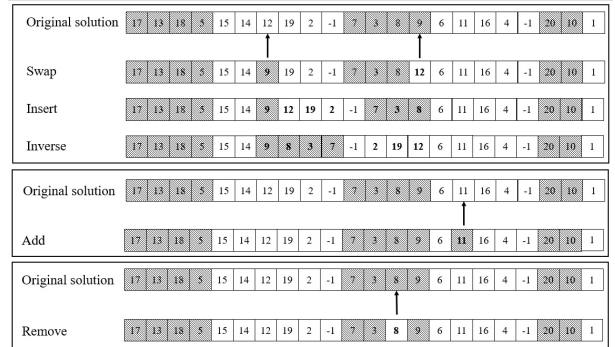 Original solution 17 13 18 5 15 14 12 19 2 -1 7 3 8 9 6 11 16 4 -1 20 10 1
Swap 17 13 18 5 15 14 9 19 2 -1 7 3 8 12 6 11 16 4 -1 20 10 1
Insert 17 13 18 5 15 14 9 12 19 2 -1 7 3 8 6 11 16 4 -1 20 10 1
Inverse 17 13 18 5 15 14 9 8 3 7 -1 2 19 12 6 11 16 4 -1 20 10 1
Original solution 17 13 18 5 15 14 12 19 2 -1 7 3 8 9 6 11 16 4 -1 20 10 1
Add 17 13 18 5 15 14 12 19 2 -1 7 3 8 9 6 11 16 4 -1 20 10 1
Original solution 17 13 18 5 15 14 12 19 2 -1 7 3 8 9 6 11 16 4 -1 20 10 1
Remove 17 13 18 5 15 14 12 19 2 -1 7 3 8 9 6 11 16 4 -1 20 10 1